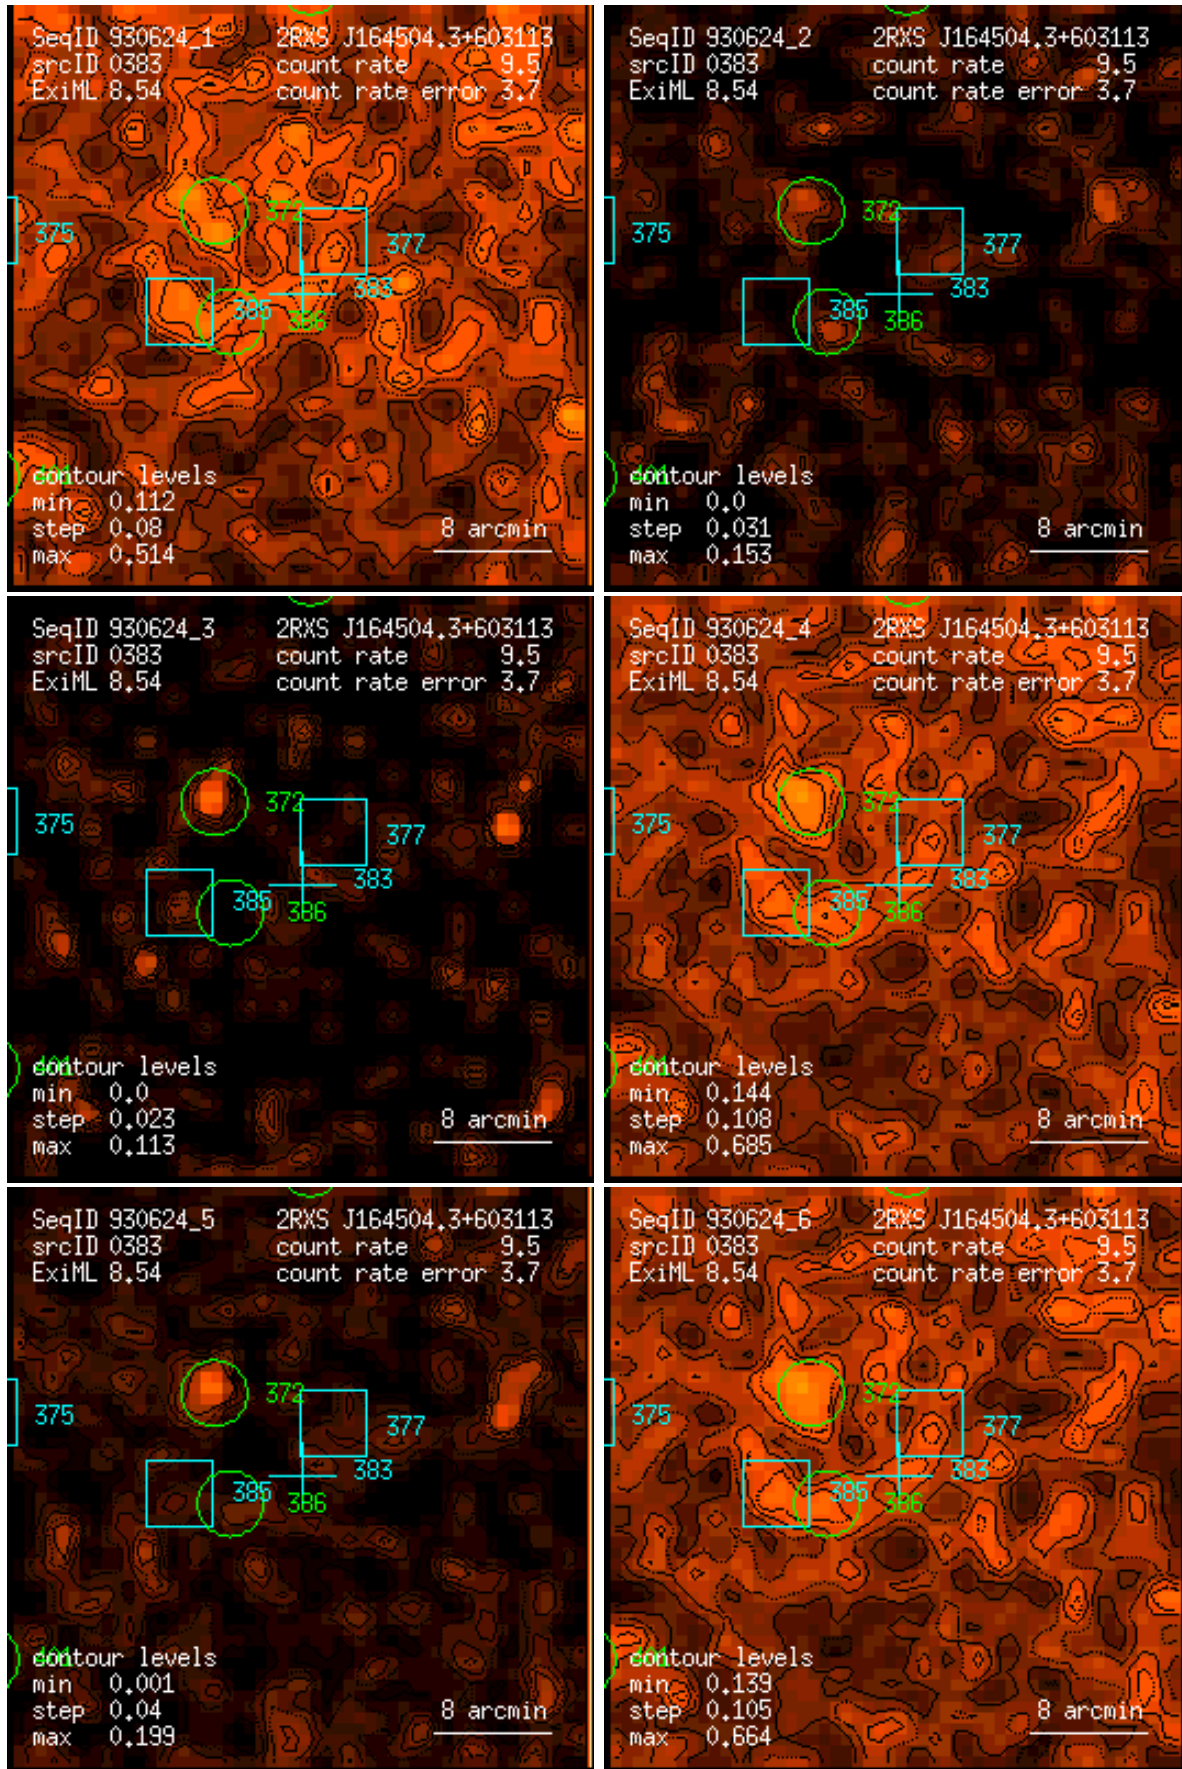 SeqID 930624_1 2RXS J164504.3+603113
srcID 0383 count rate 9.5
ExiML 8.54 count rate error 3.7
372
375
377
383
385
386
401
contour levels
min 0.112
step 0.08 8 arcmin
max 0.514
SeqID 930624_2 2RXS J164504.3+603113
srcID 0383 count rate 9.5
ExiML 8.54 count rate error 3.7
372
375
377
383
385
386
401
contour levels
min 0.0
step 0.031 8 arcmin
max 0.153
SeqID 930624_3 2RXS J164504.3+603113
srcID 0383 count rate 9.5
ExiML 8.54 count rate error 3.7
372
375
377
383
385
386
401
contour levels
min 0.0
step 0.023 8 arcmin
max 0.113
SeqID 930624_4 2RXS J164504.3+603113
srcID 0383 count rate 9.5
ExiML 8.54 count rate error 3.7
372
375
377
383
385
386
401
contour levels
min 0.144
step 0.108 8 arcmin
max 0.685
SeqID 930624_5 2RXS J164504.3+603113
srcID 0383 count rate 9.5
ExiML 8.54 count rate error 3.7
372
375
377
383
385
386
401
contour levels
min 0.001
step 0.04 8 arcmin
max 0.199
SeqID 930624_6 2RXS J164504.3+603113
srcID 0383 count rate 9.5
ExiML 8.54 count rate error 3.7
372
375
377
383
385
386
401
contour levels
min 0.139
step 0.105 8 arcmin
max 0.664